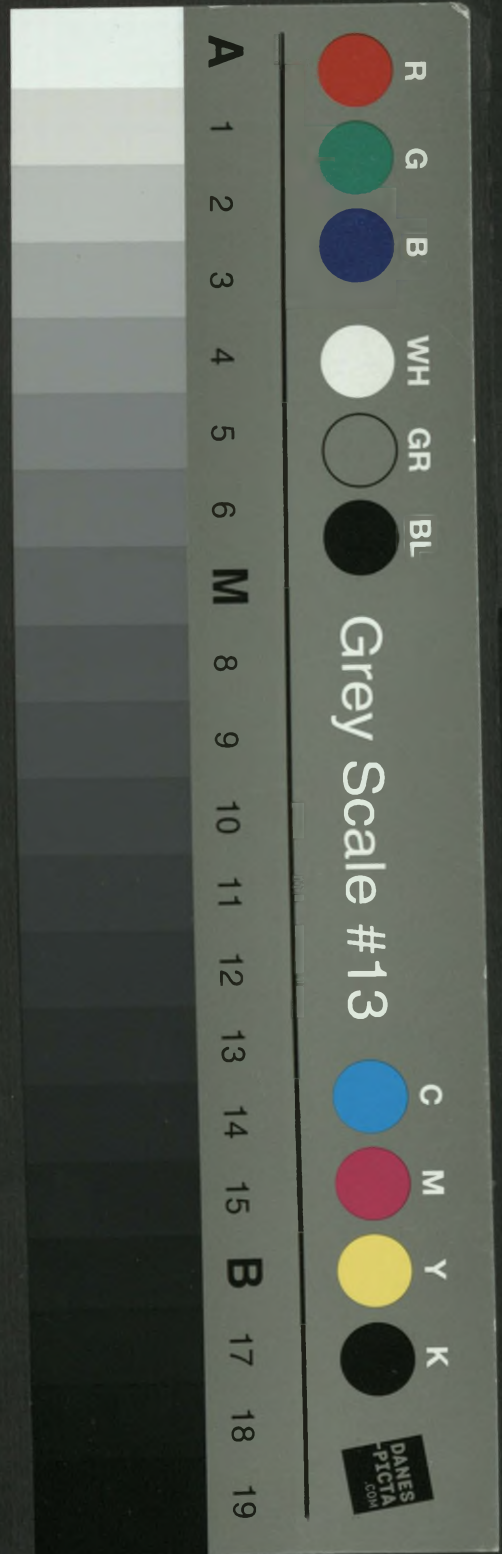 R G B WH GR BL Grey Scale #13 C M Y K
DANES
-PICTA
.COM
A 1 2 3 4 5 6 M 8 9 10 11 12 13 14 15 B 17 18 19